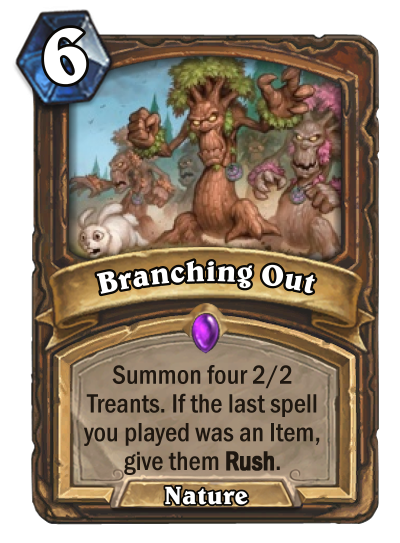 6
Branching Out
Summon four 2/2
Treants. If the last spell
you played was an Item,
give them Rush.
Nature